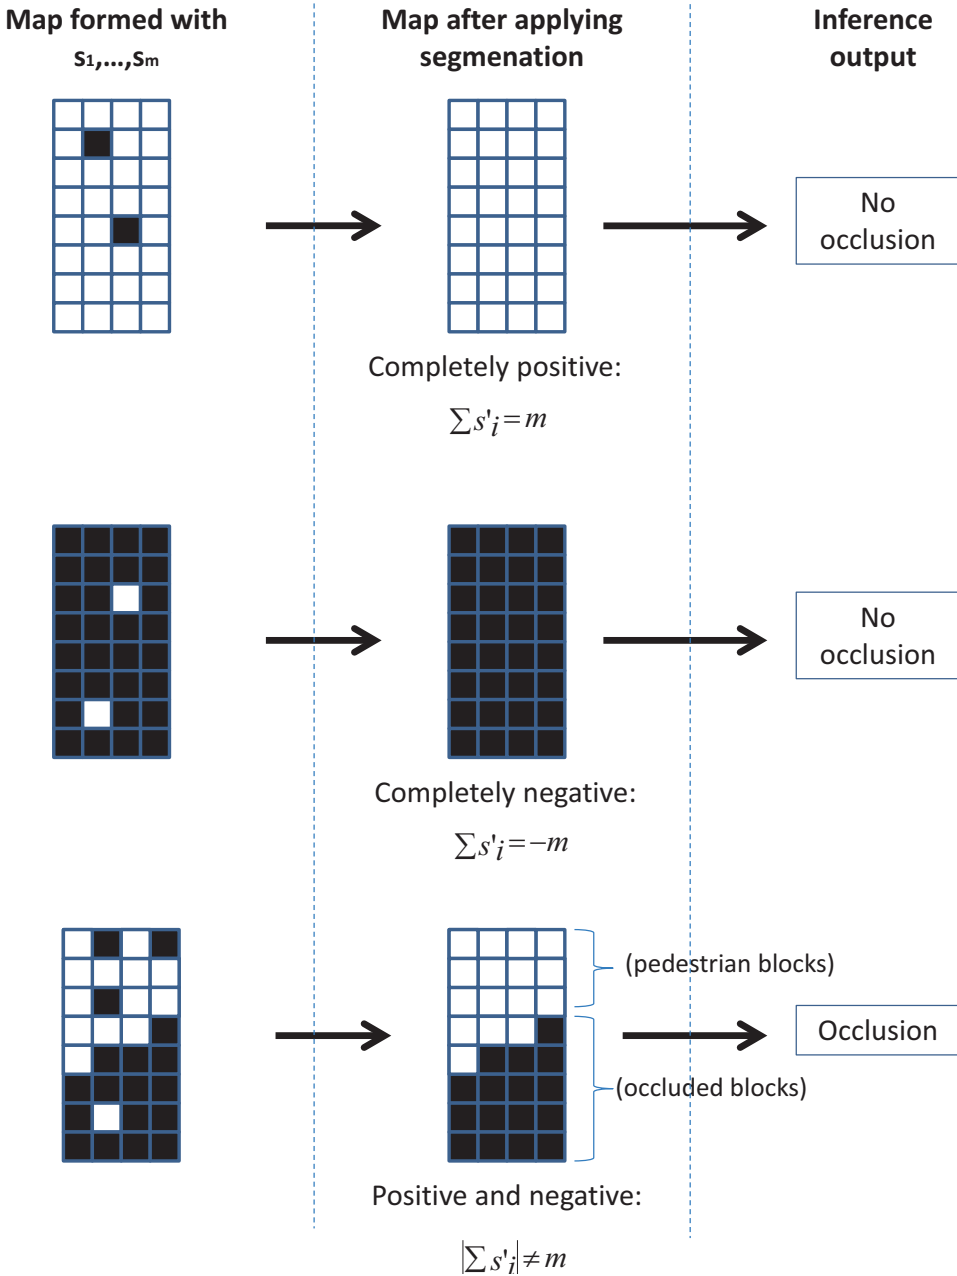 Map formed with
s1,...,sm
Map after applying
segmenation
Inference
output
No
occlusion
Completely positive:
∑s'i=m
No
occlusion
Completely negative:
∑s'i=−m
(pedestrian blocks)
Occlusion
(occluded blocks)
Positive and negative:
|∑s'i|≠m